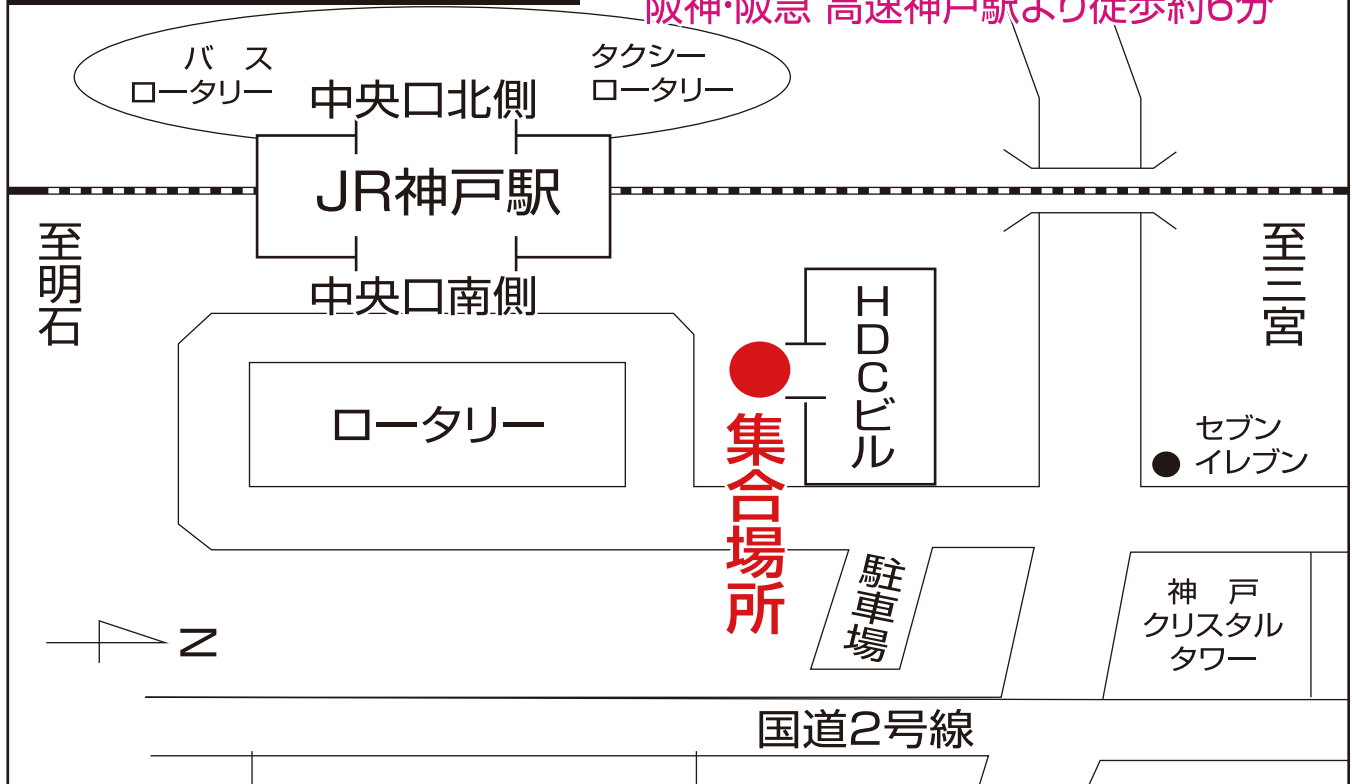 阪神・阪急 高速神戸駅より徒歩約6分
バス
ロータリー
タクシー
ロータリー
中央口北側
JR神戸駅
中央口南側
至明石
至三宮
HDCビル
ロータリー
集合場所
セブン
イレブン
駐車場
神戸
クリスタル
タワー
N
国道2号線